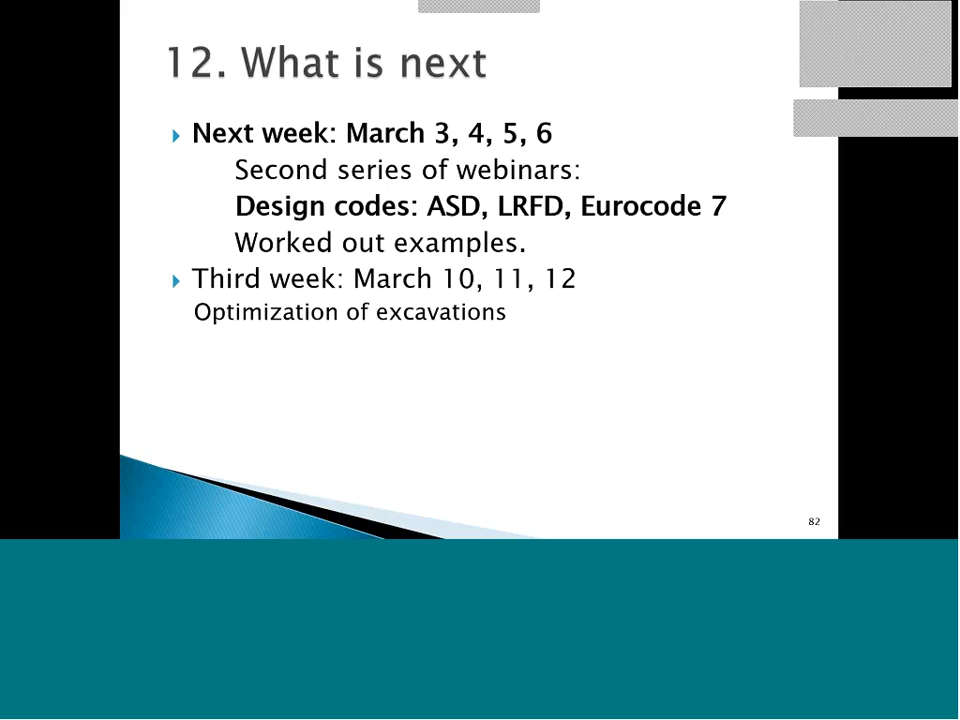 12. What is next
Next week: March 3, 4, 5, 6
Second series of webinars:
Design codes: ASD, LRFD, Eurocode 7
Worked out examples.
Third week: March 10, 11, 12
Optimization of excavations
82